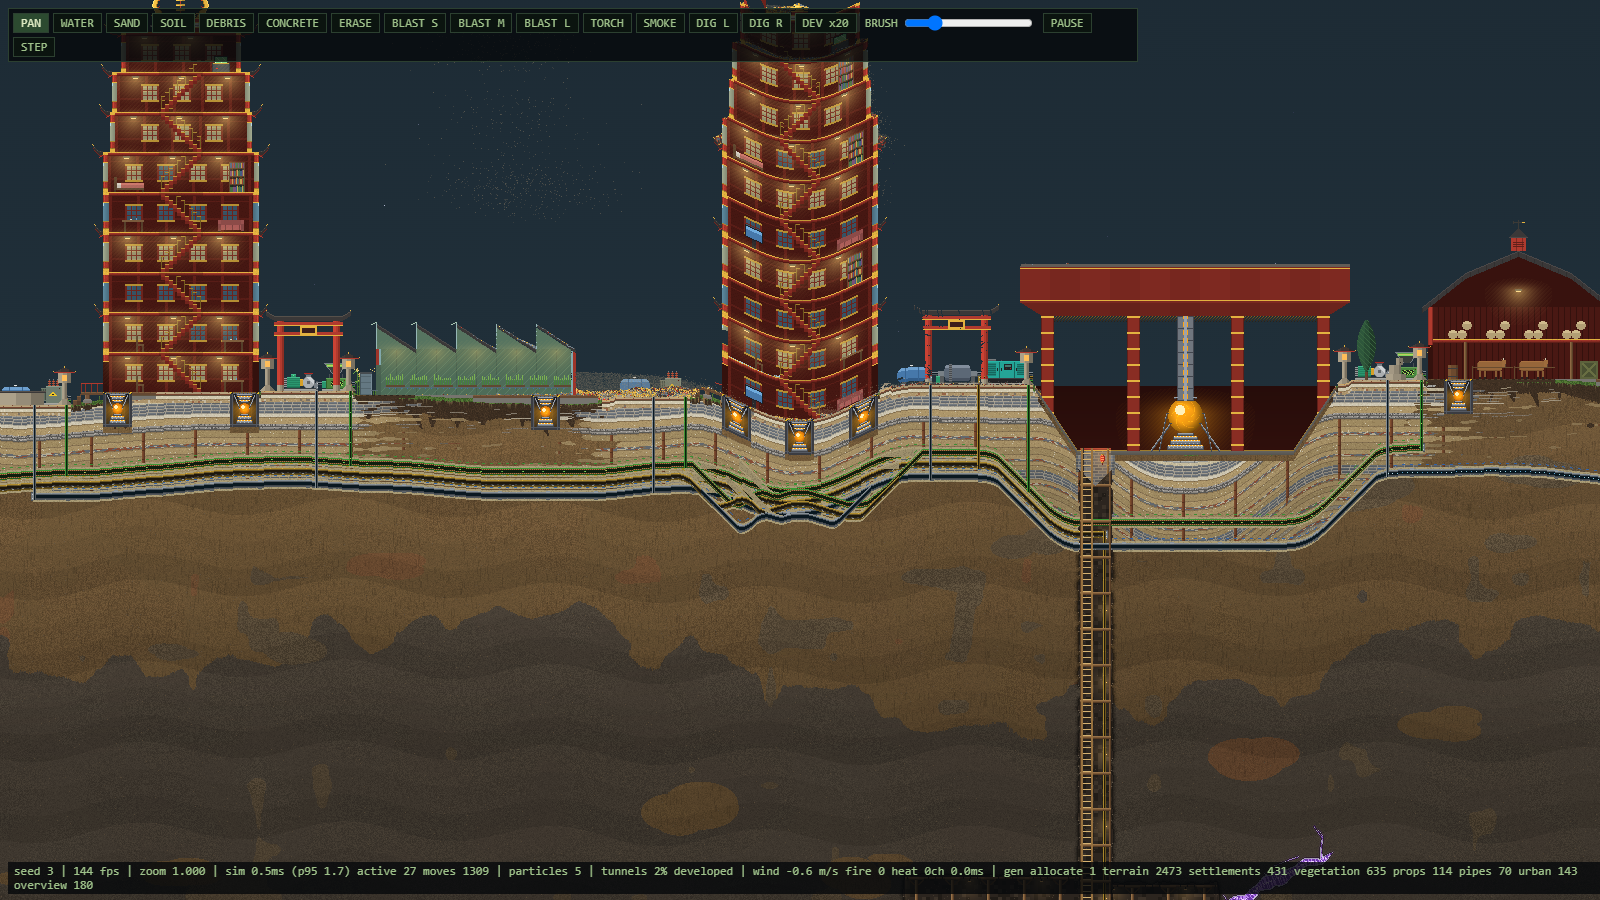 PAN WATER SAND SOIL DEBRIS CONCRETE ERASE BLAST S BLAST M BLAST L TORCH SMOKE DIG L DIG R DEV x20 BRUSH PAUSE
STEP
seed 3 | 144 fps | zoom 1.000 | sim 0.5ms (p95 1.7) active 27 moves 1309 | particles 5 | tunnels 2% developed | wind -0.6 m/s fire 0 heat 0ch 0.0ms | gen allocate 1 terrain 2473 settlements 431 vegetation 635 props 114 pipes 70 urban 143
overview 180